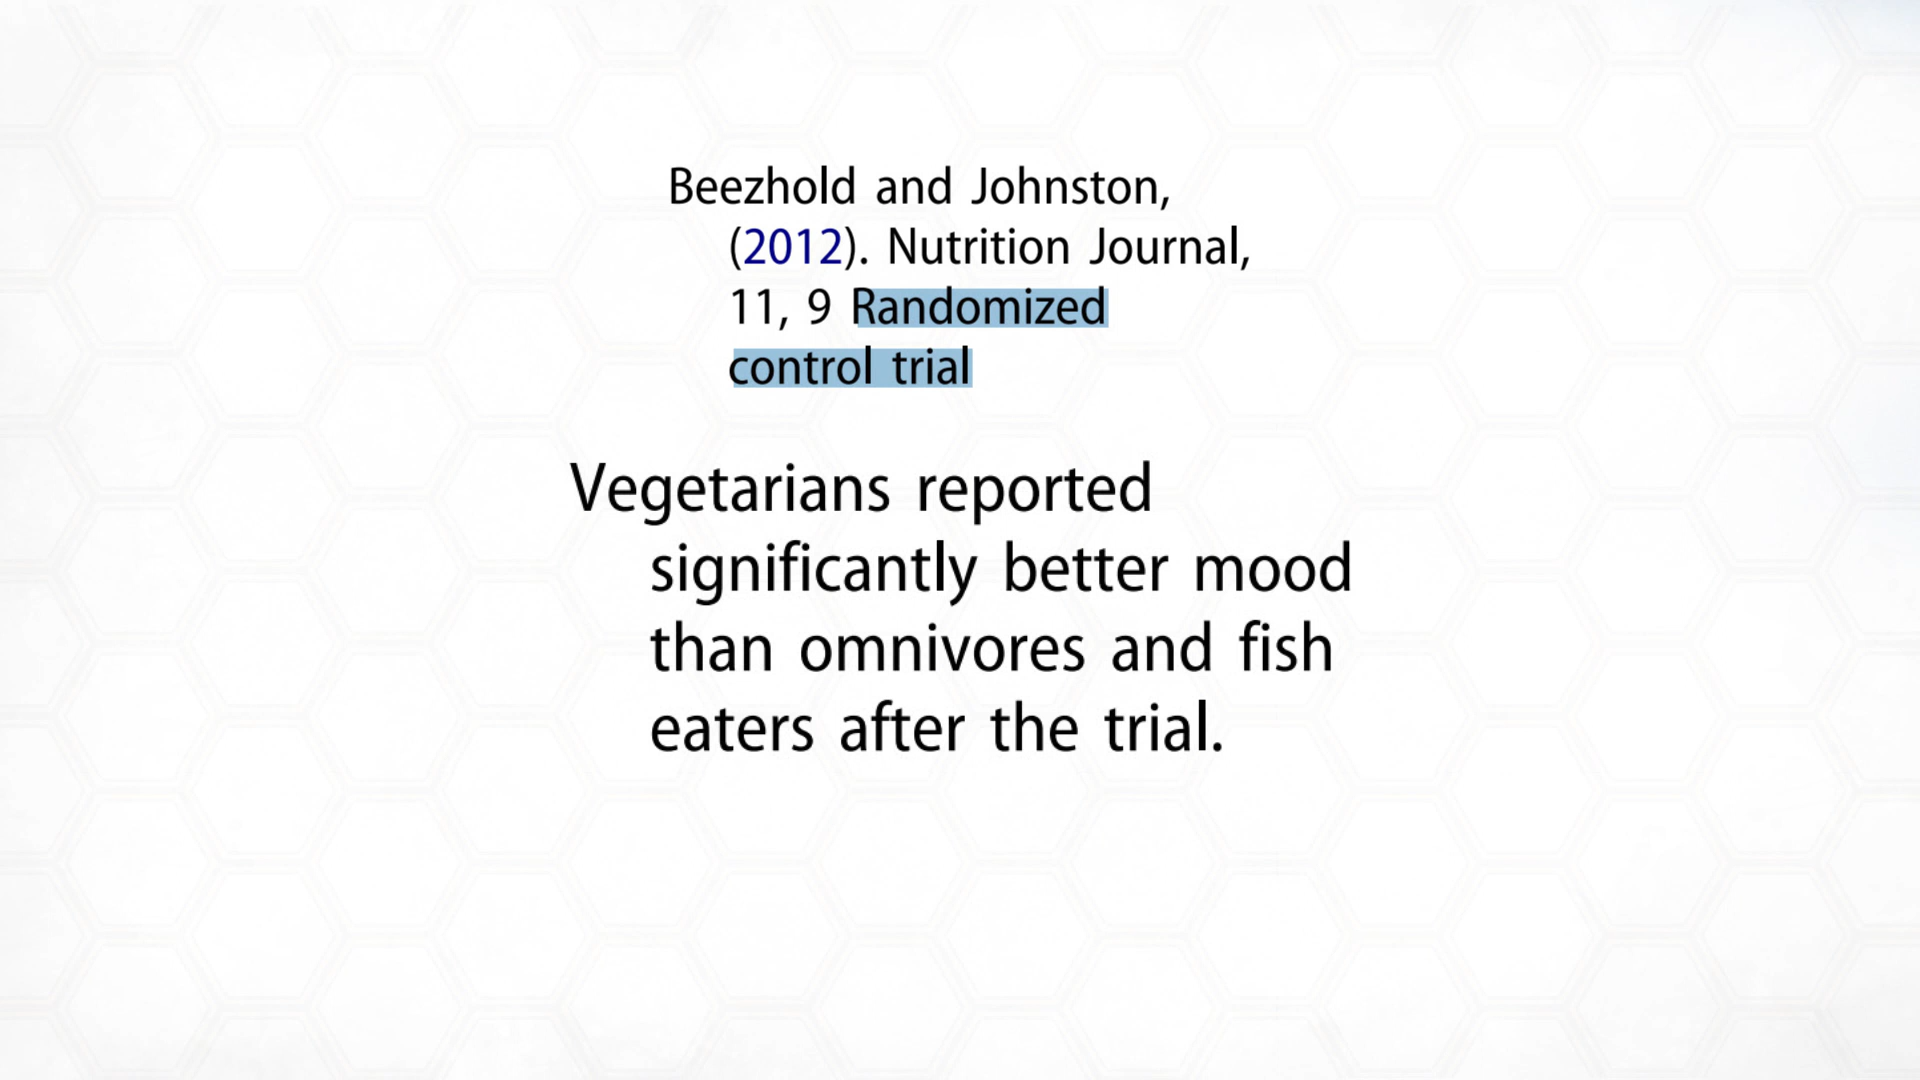 Beezhold and Johnston,
(2012). Nutrition Journal,
11, 9 Randomized
control trial
Vegetarians reported
significantly better mood
than omnivores and fish
eaters after the trial.